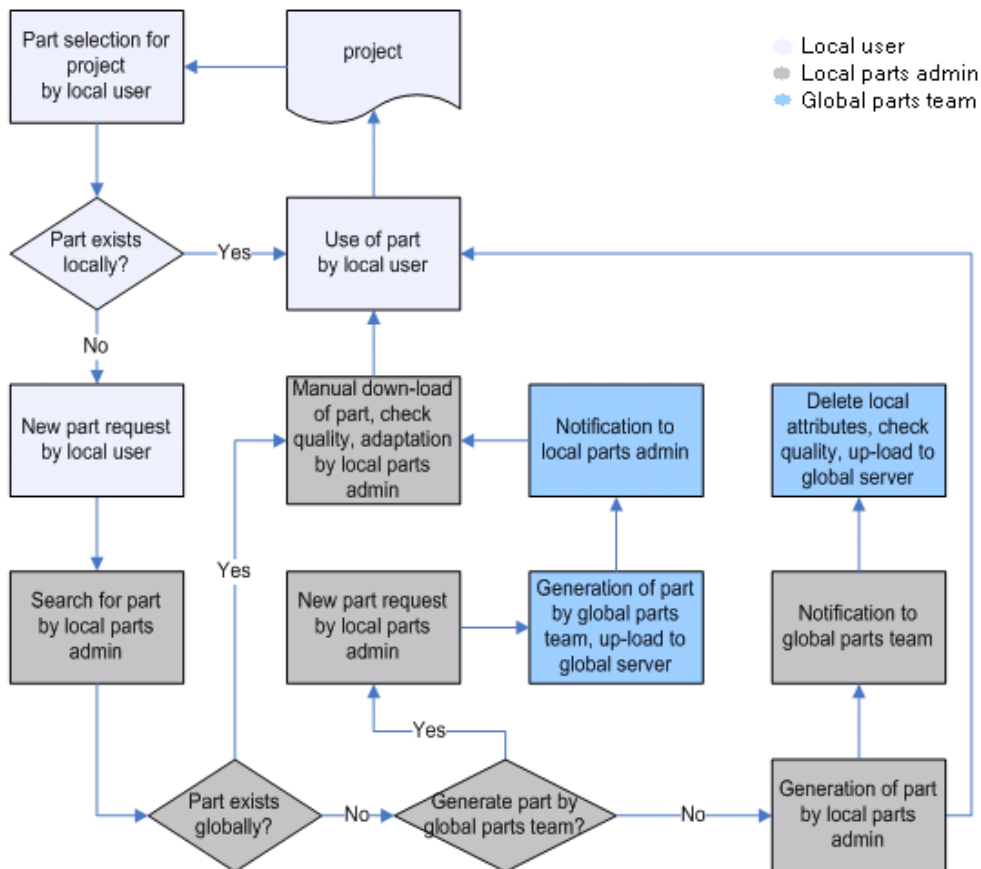 Part selection for
project
by local user
project
Local user
Local parts admin
Global parts team
Part exists
locally?
Yes
Use of part
by local user
No
New part request
by local user
Manual down-load
of part, check
quality, adaptation
by local parts
admin
Notification to
local parts admin
Delete local
attributes, check
quality, up-load to
global server
Yes
Search for part
by local parts
admin
New part request
by local parts
admin
Generation of part
by global parts
team, up-load to
global server
Notification to
global parts team
Yes
Part exists
globally?
No
Generate part by
global parts team?
No
Generation of part
by local parts
admin